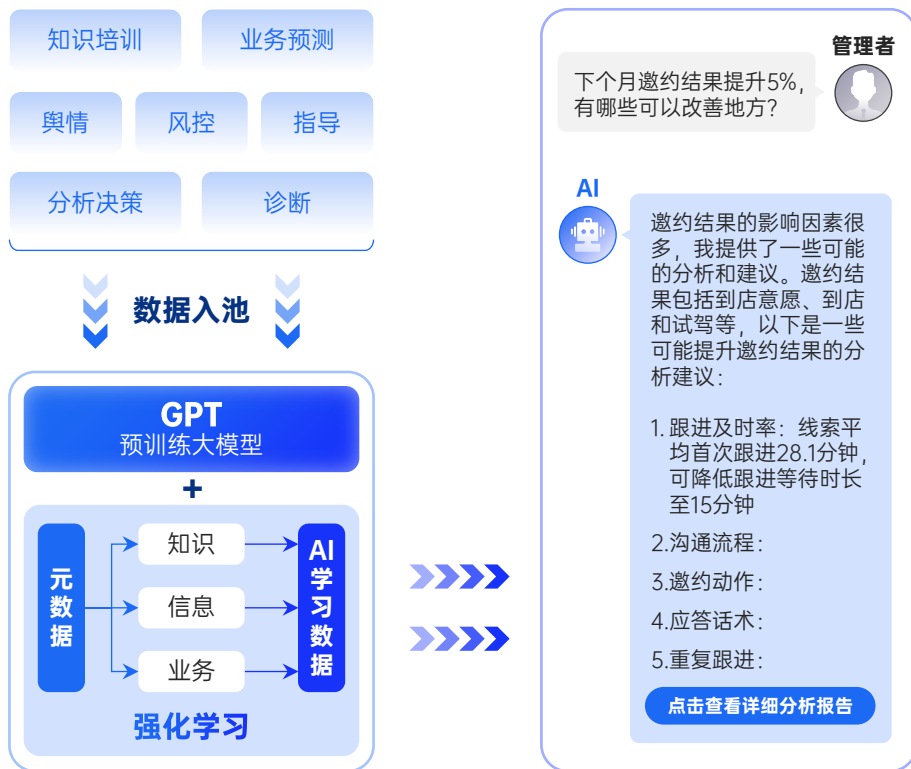 知识培训
业务预测
舆情
风控
指导
分析决策
诊断
数据入池
GPT
预训练大模型
+
元数据
知识
信息
业务
AI学习数据
强化学习
管理者
下个月邀约结果提升5%,
有哪些可以改善地方?
AI
邀约结果的影响因素很
多，我提供了一些可能
的分析和建议。邀约结
果包括到店意愿、到店
和试驾等，以下是一些
可能提升邀约结果的分
析建议：
1.跟进及时率：线索平
均首次跟进28.1分钟，
可降低跟进等待时长
至15分钟
2.沟通流程：
3.邀约动作：
4.应答话术：
5.重复跟进：
点击查看详细分析报告